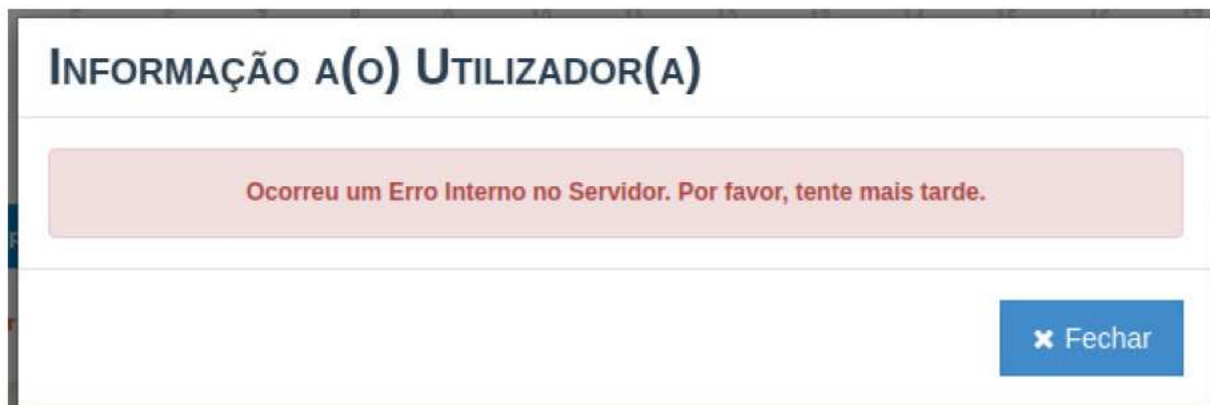 Informação a(o) Utilizador(a)
Ocorreu um Erro Interno no Servidor. Por favor, tente mais tarde.
Fechar